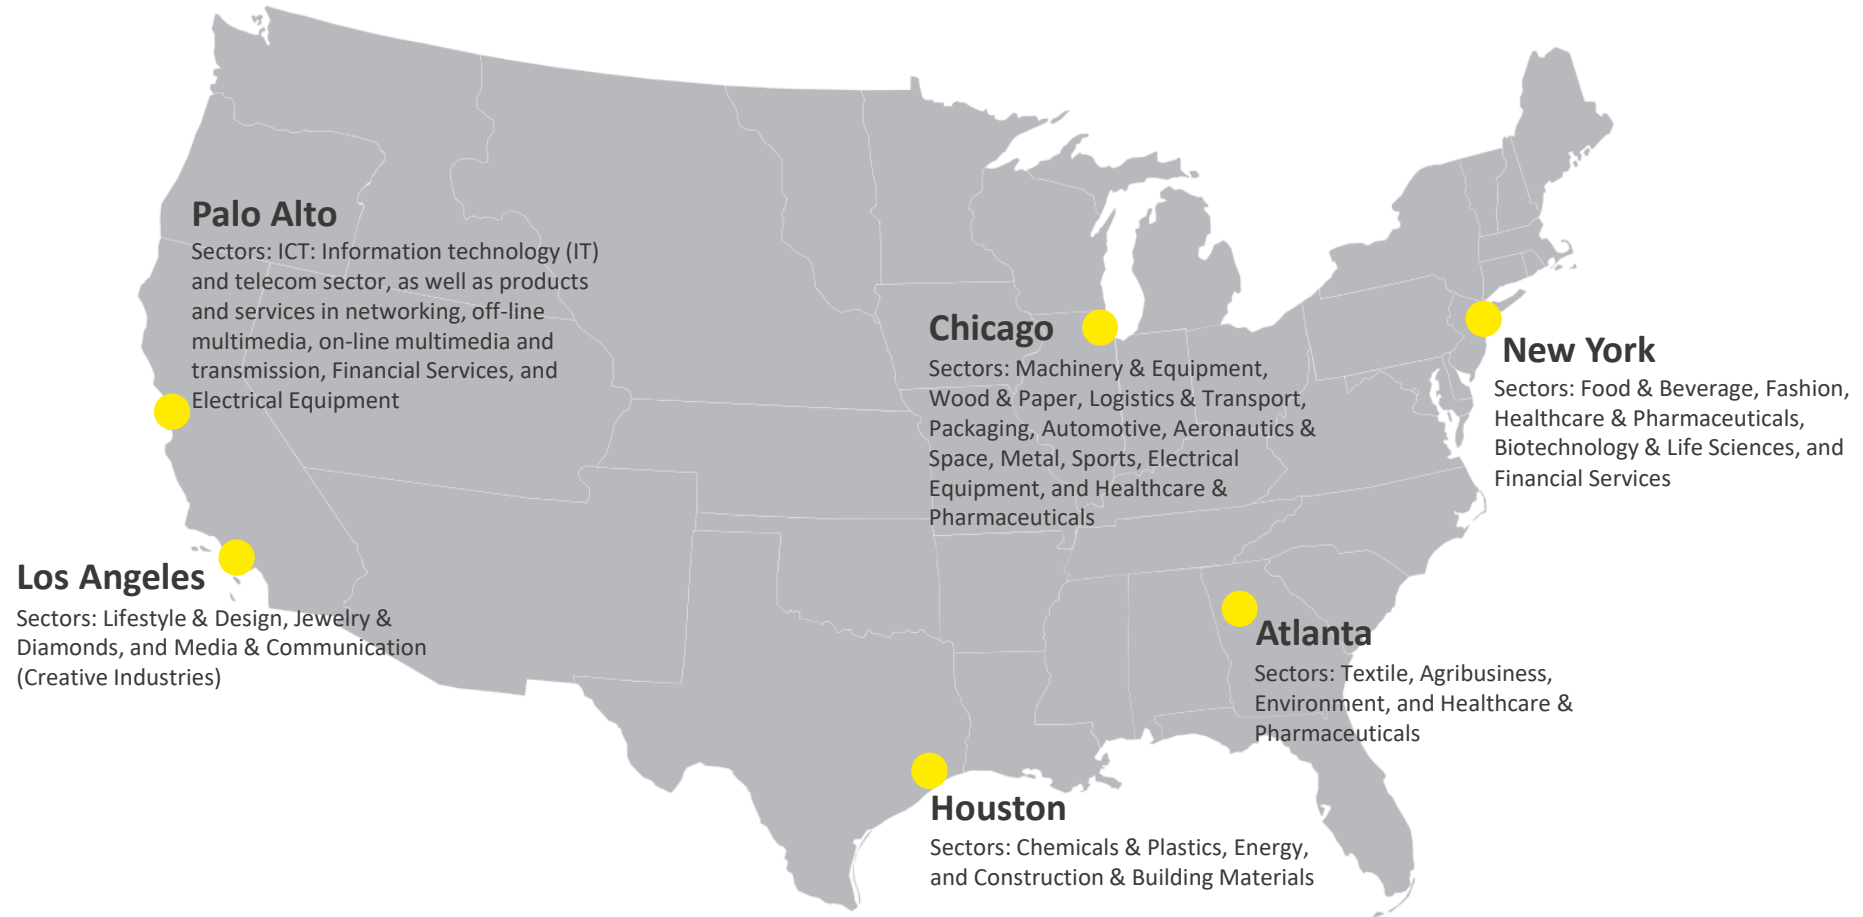 Palo Alto
Sectors: ICT: Information technology (IT)
and telecom sector, as well as products
and services in networking, off-line
multimedia, on-line multimedia and
transmission, Financial Services, and
Electrical Equipment
Chicago
Sectors: Machinery & Equipment,
Wood & Paper, Logistics & Transport,
Packaging, Automotive, Aeronautics &
Space, Metal, Sports, Electrical
Equipment, and Healthcare &
Pharmaceuticals
New York
Sectors: Food & Beverage, Fashion,
Healthcare & Pharmaceuticals,
Biotechnology & Life Sciences, and
Financial Services
Los Angeles
Sectors: Lifestyle & Design, Jewelry &
Diamonds, and Media & Communication
(Creative Industries)
Atlanta
Sectors: Textile, Agribusiness,
Environment, and Healthcare &
Pharmaceuticals
Houston
Sectors: Chemicals & Plastics, Energy,
and Construction & Building Materials